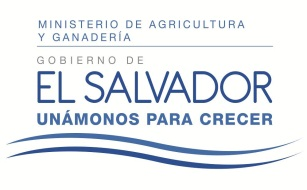 MINISTERIO DE AGRICULTURA
Y GANADERÍA
GOBIERNO DE
EL SALVADOR
UNÁMONOS PARA CRECER